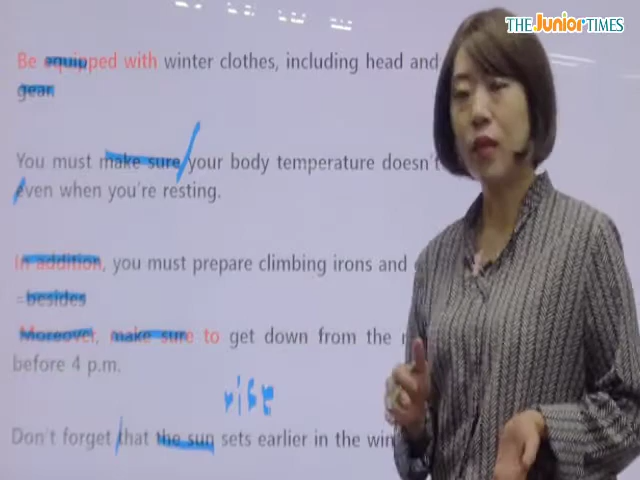 THE Junior TIMES
Be equipped with winter clothes, including head and
gear.
You must make sure your body temperature doesn't
even when you're resting.
In addition, you must prepare climbing irons and
=besides
Moreover, make sure to get down from the
before 4 p.m.
rise
Don't forget that the sun sets earlier in the win